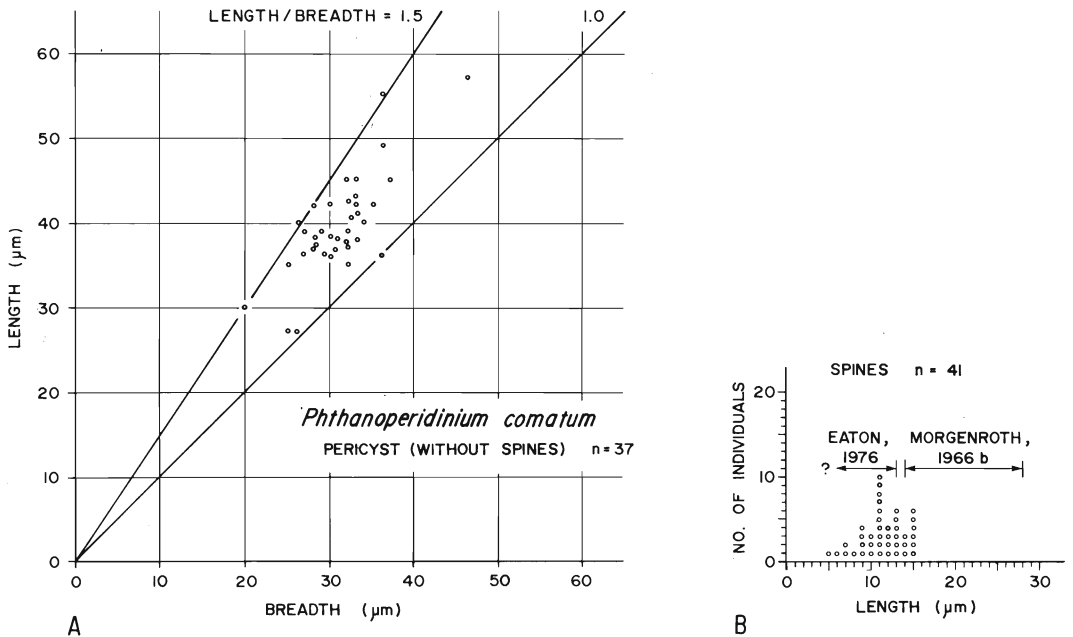 LENGTH/BREADTH = 1.5
1.0
60
50
40
30
20
10
0
LENGTH (µm)
0 10 20 30 40 50 60
BREADTH (µm)
Phthanoperidinium comatum
PERICYST (WITHOUT SPINES) n = 37
A
SPINES n = 41
20
10
0
NO. OF INDIVIDUALS
EATON, 1976
MORGENROTH, 1966 b
?
0 10 20 30
LENGTH (µm)
B